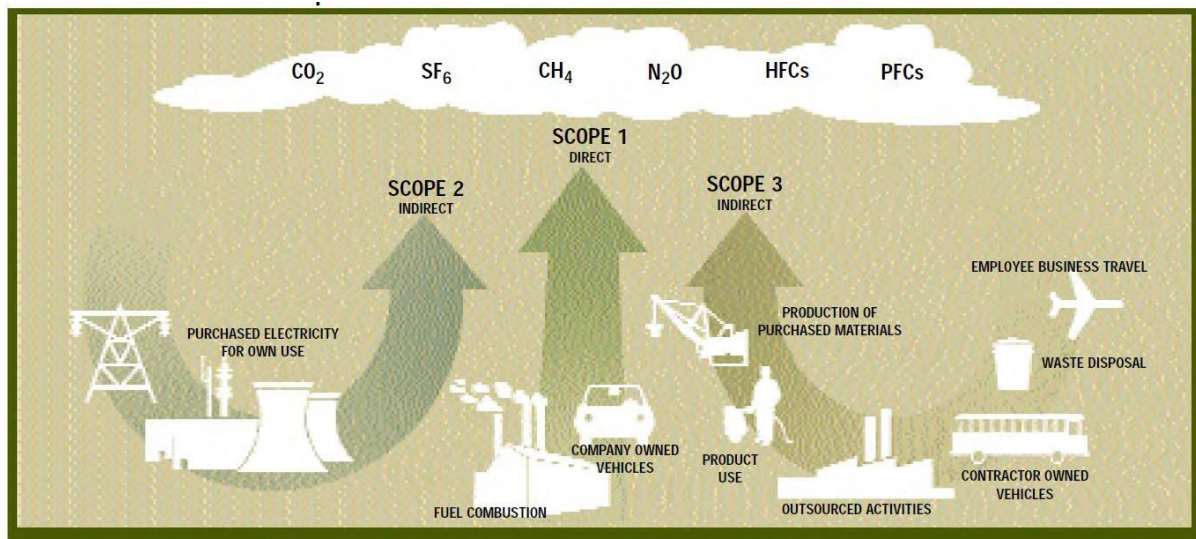 CO₂ SF₆ CH₄ N₂O HFCs PFCs
SCOPE 1
DIRECT
SCOPE 2
INDIRECT
SCOPE 3
INDIRECT
EMPLOYEE BUSINESS TRAVEL
PURCHASED ELECTRICITY
FOR OWN USE
PRODUCTION OF
PURCHASED MATERIALS
WASTE DISPOSAL
COMPANY OWNED
VEHICLES
PRODUCT
USE
CONTRACTOR OWNED
VEHICLES
FUEL COMBUSTION
OUTSOURCED ACTIVITIES